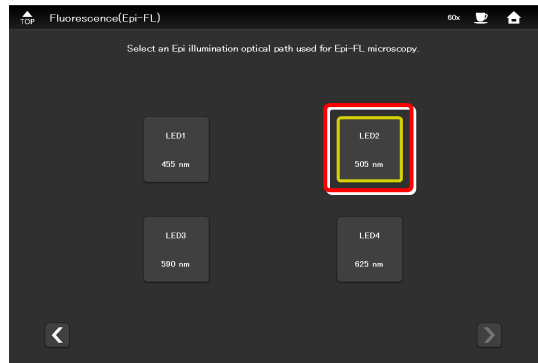 TOP Fluorescence(Epi-FL) 60x
Select an Epi illumination optical path used for Epi-FL microscopy.
LED1
455 nm
LED2
505 nm
LED3
590 nm
LED4
625 nm